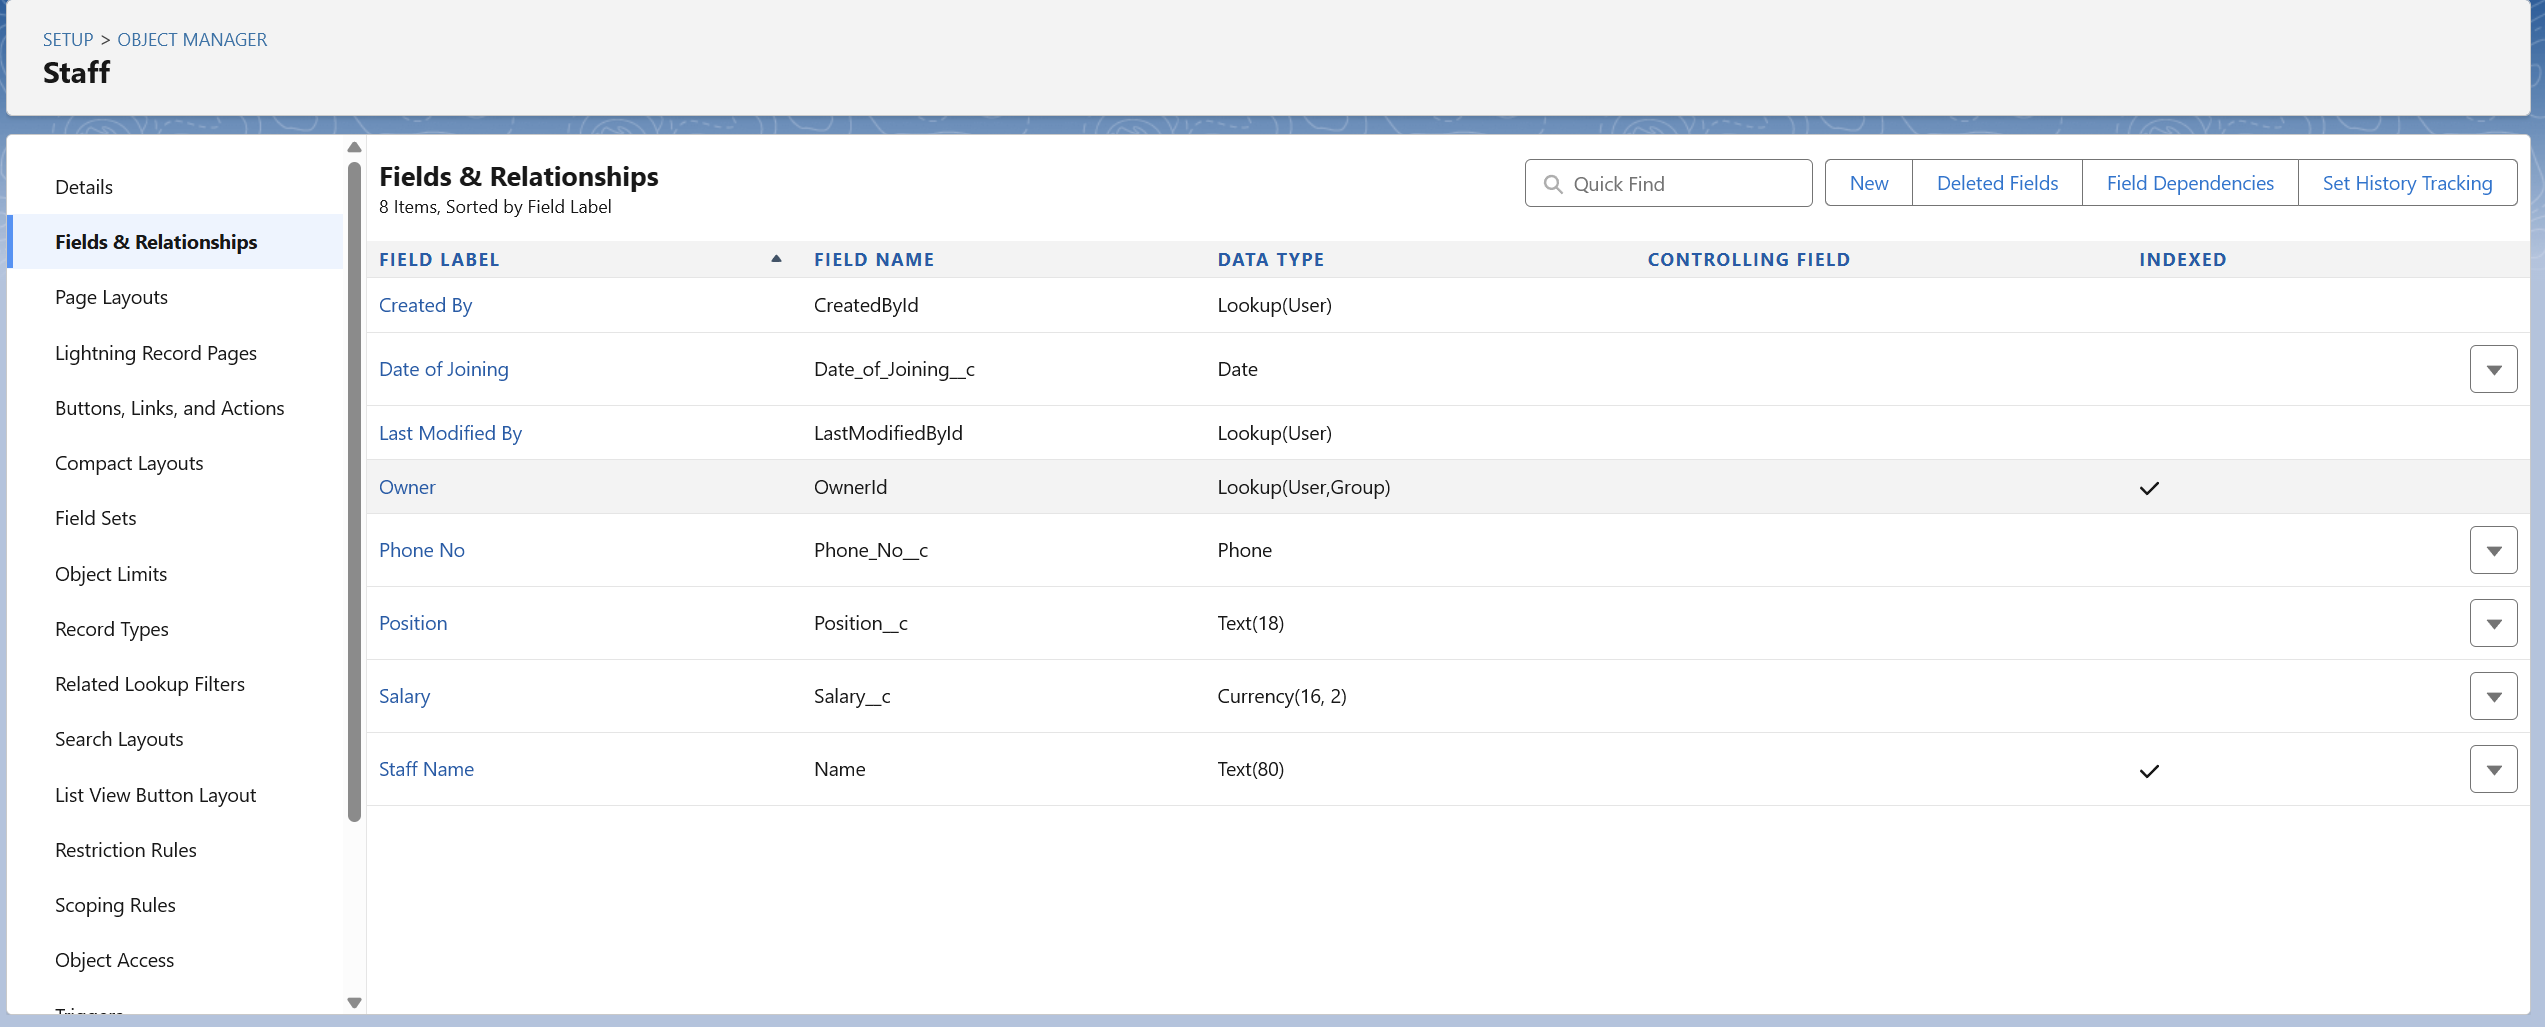 SETUP > OBJECT MANAGER
Staff
Details
Fields & Relationships
Page Layouts
Lightning Record Pages
Buttons, Links, and Actions
Compact Layouts
Field Sets
Object Limits
Record Types
Related Lookup Filters
Search Layouts
List View Button Layout
Restriction Rules
Scoping Rules
Object Access
Triggers
Fields & Relationships
8 Items, Sorted by Field Label
Quick Find
New Deleted Fields Field Dependencies Set History Tracking
FIELD LABEL FIELD NAME DATA TYPE CONTROLLING FIELD INDEXED
Created By CreatedById Lookup(User)
Date of Joining Date_of_Joining__c Date
Last Modified By LastModifiedById Lookup(User)
Owner OwnerId Lookup(User,Group)
Phone No Phone_No__c Phone
Position Position__c Text(18)
Salary Salary__c Currency(16, 2)
Staff Name Name Text(80)